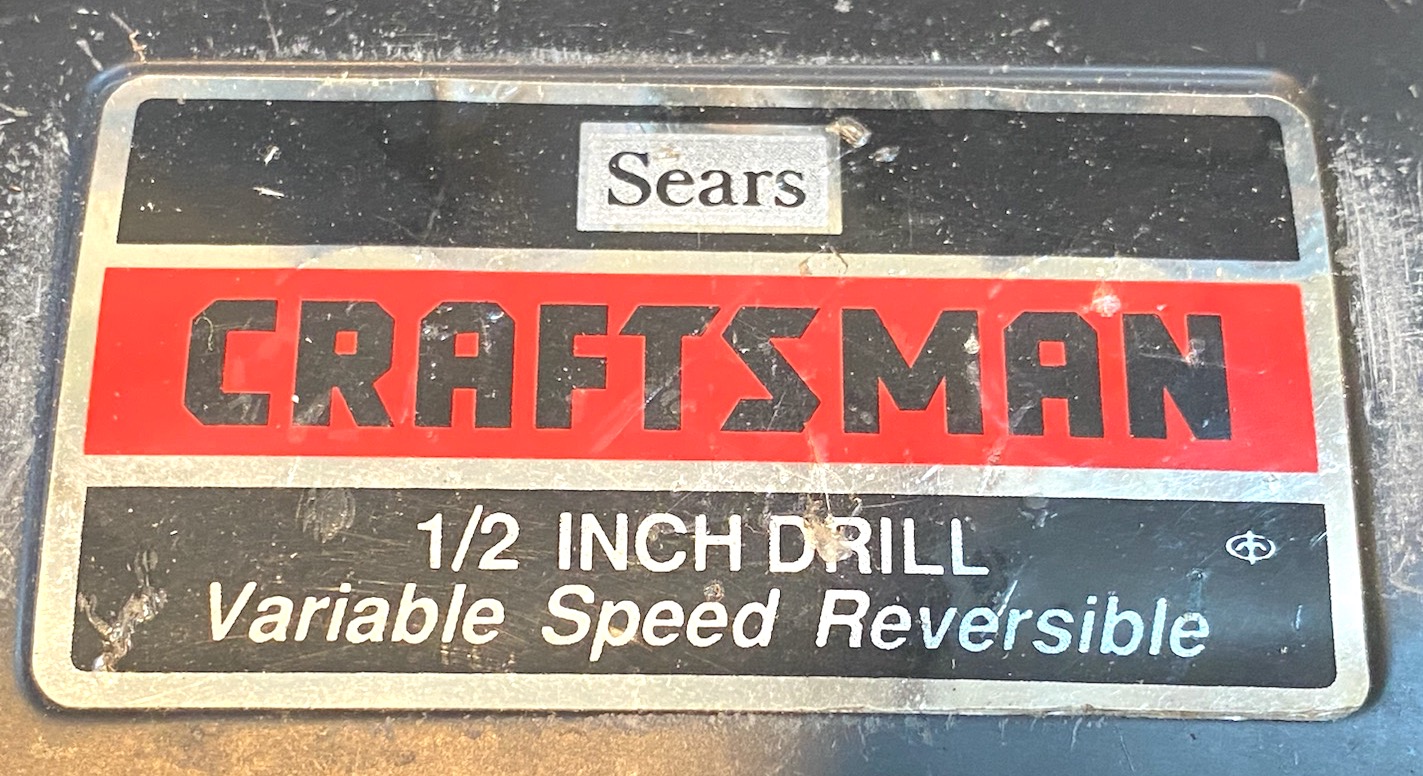 Sears
CRAFTSMAN
1/2 INCH DRILL
Variable Speed Reversible